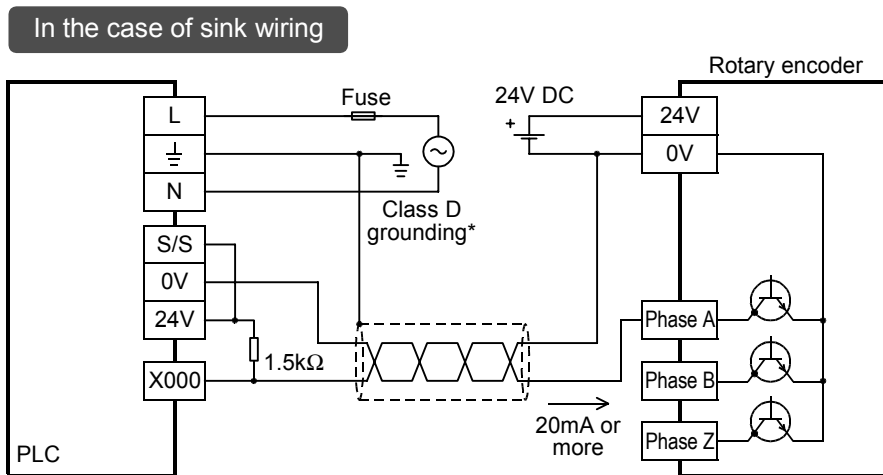 In the case of sink wiring
Rotary encoder
Fuse
24V DC
+
L
24V
0V
N
Class D
grounding*
S/S
0V
24V
1.5kΩ
Phase A
X000
Phase B
20mA or
more
Phase Z
PLC